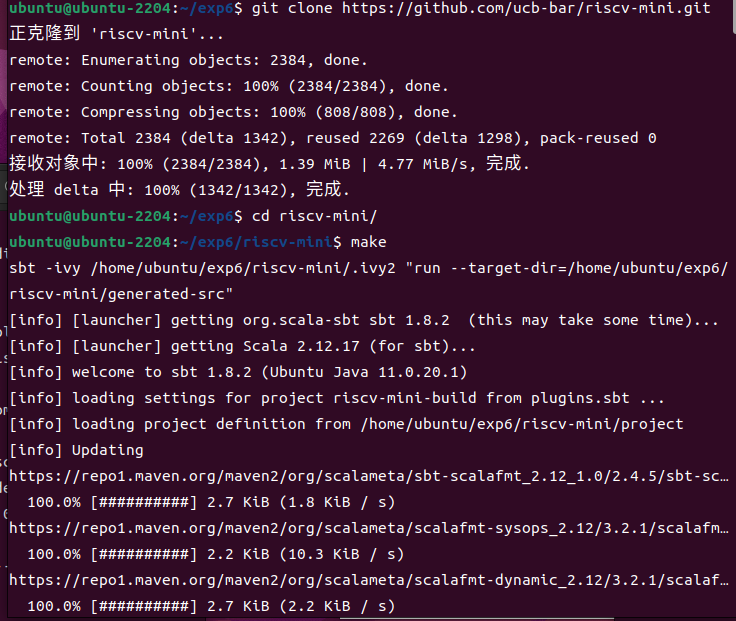 ubuntu@ubuntu-2204:~/exp6$ git clone https://github.com/ucb-bar/riscv-mini.git
正克隆到 'riscv-mini'...
remote: Enumerating objects: 2384, done.
remote: Counting objects: 100% (2384/2384), done.
remote: Compressing objects: 100% (808/808), done.
remote: Total 2384 (delta 1342), reused 2269 (delta 1298), pack-reused 0
接收对象中: 100% (2384/2384), 1.39 MiB | 4.77 MiB/s, 完成.
处理 delta 中: 100% (1342/1342), 完成.
ubuntu@ubuntu-2204:~/exp6$ cd riscv-mini/
ubuntu@ubuntu-2204:~/exp6/riscv-mini$ make
sbt -ivy /home/ubuntu/exp6/riscv-mini/.ivy2 "run --target-dir=/home/ubuntu/exp6/
riscv-mini/generated-src"
[info] [launcher] getting org.scala-sbt sbt 1.8.2  (this may take some time)...
[info] [launcher] getting Scala 2.12.17 (for sbt)...
[info] welcome to sbt 1.8.2 (Ubuntu Java 11.0.20.1)
[info] loading settings for project riscv-mini-build from plugins.sbt ...
[info] loading project definition from /home/ubuntu/exp6/riscv-mini/project
[info] Updating
https://repo1.maven.org/maven2/org/scalameta/sbt-scalafmt_2.12_1.0/2.4.5/sbt-sc…
  100.0% [##########] 2.7 KiB (1.8 KiB / s)
https://repo1.maven.org/maven2/org/scalameta/scalafmt-sysops_2.12/3.2.1/scalafm…
  100.0% [##########] 2.2 KiB (10.3 KiB / s)
https://repo1.maven.org/maven2/org/scalameta/scalafmt-dynamic_2.12/3.2.1/scalaf…
  100.0% [##########] 2.7 KiB (2.2 KiB / s)